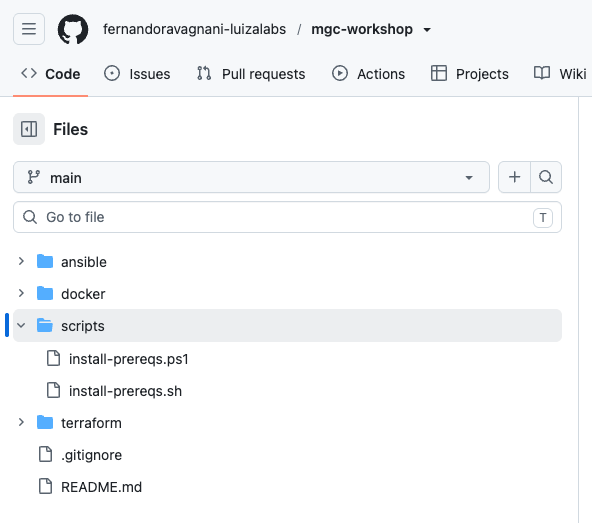 fernandoravagnani-luizalabs / mgc-workshop
Code Issues Pull requests Actions Projects Wiki
Files
main
Go to file T
ansible
docker
scripts
install-prereqs.ps1
install-prereqs.sh
terraform
.gitignore
README.md